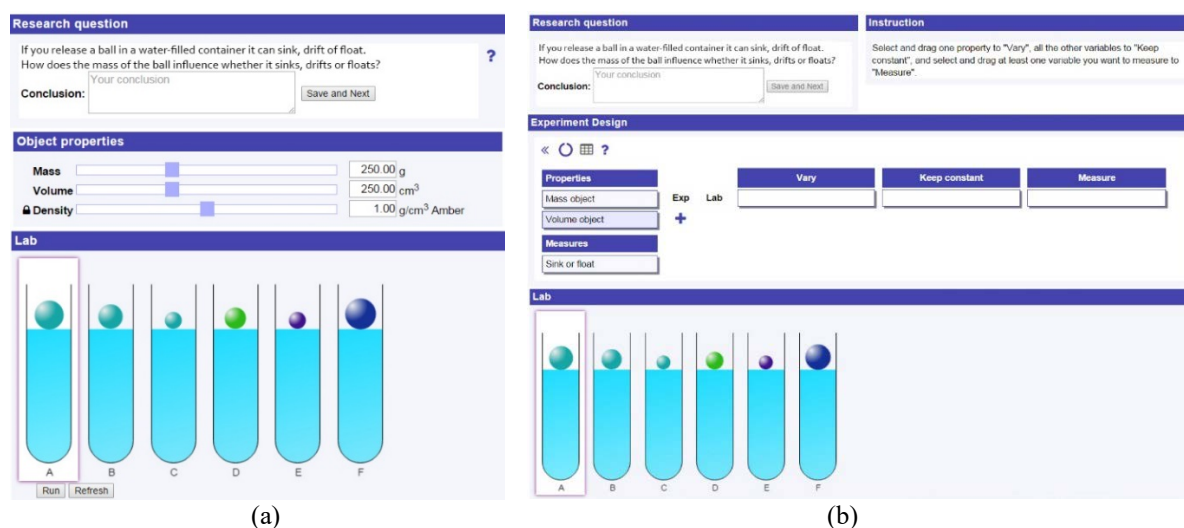 Research question
If you release a ball in a water-filled container it can sink, drift of float.
How does the mass of the ball influence whether it sinks, drifts or floats?
?
Conclusion:
Your conclusion
Save and Next
Object properties
Mass
250.00 g
Volume
250.00 cm³
Density
1.00 g/cm³ Amber
Lab
A B C D E F
Run Refresh
(a)
Research question
If you release a ball in a water-filled container it can sink, drift of float.
How does the mass of the ball influence whether it sinks, drifts or floats?
Conclusion:
Your conclusion
Save and Next
Instruction
Select and drag one property to "Vary", all the other variables to "Keep
constant", and select and drag at least one variable you want to measure to
"Measure".
Experiment Design
« ?
Properties
Mass object
Volume object
Measures
Sink or float
Exp Lab
+
Vary Keep constant Measure
Lab
A B C D E F
(b)